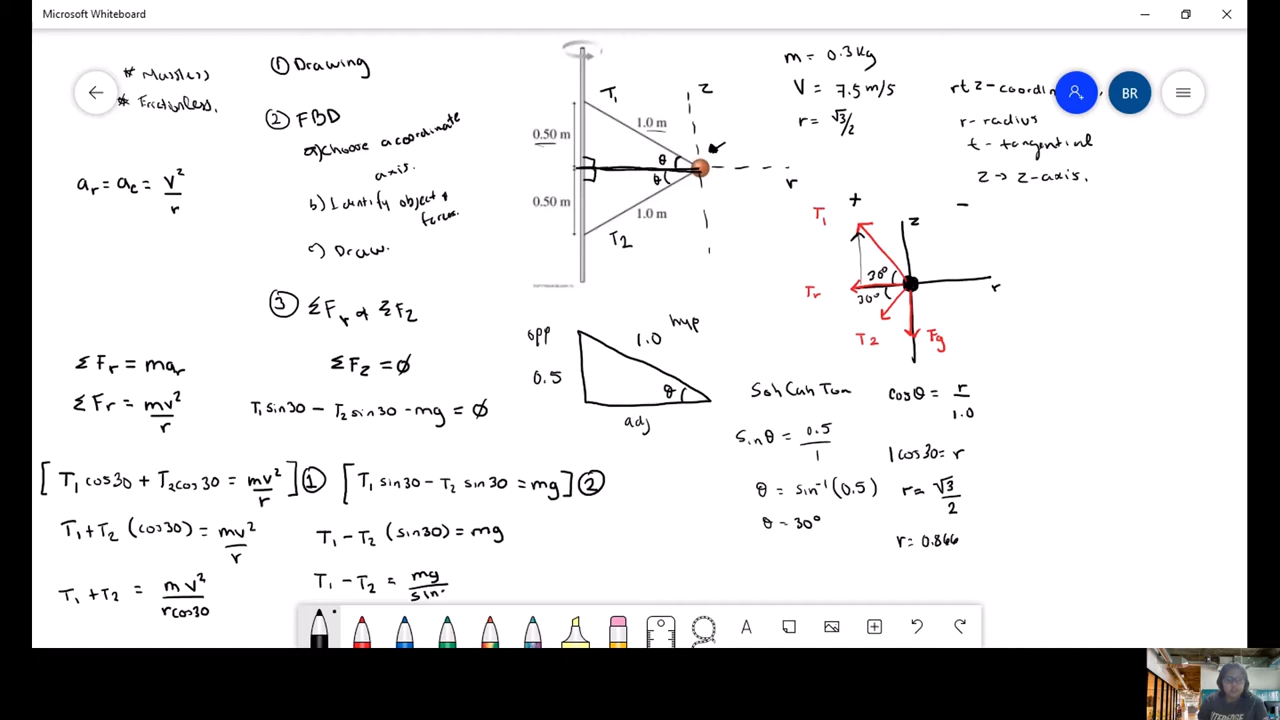 Microsoft Whiteboard
* Massless
* Frictionless.
ar = ac = v²/r
① Drawing
② FBD
a) choose a coordinate
axis.
b) Identify object &
forces.
c) Draw.
③ ΣFr & ΣFz
ΣFr = mar
ΣFr = mv²/r
ΣFz = ∅
T₁ sin30 - T₂ sin30 - mg = ∅
[T₁ cos30 + T₂ cos30 = mv²/r] ①
[T₁ sin30 - T₂ sin30 = mg] ②
T₁ + T₂ (cos30) = mv²/r
T₁ - T₂ (sin30) = mg
T₁ + T₂ = mv²/rcos30
T₁ - T₂ = mg/sin
T₁
z
1.0 m
0.50 m
θ
θ
r
0.50 m
1.0 m
T₂
opp
1.0 hyp
0.5
θ
adj
m = 0.3 kg
V = 7.5 m/s
r = √3/2
rtz-coordin
r - radius
t - tangential
z → z-axis.
+ -
T₁
z
30°
Tr
30°
r
T₂
Fg
Soh Cah Toa
sinθ = 0.5/1
θ = sin⁻¹(0.5)
θ = 30°
cosθ = r/1.0
1cos30 = r
r = √3/2
r = 0.866
BR
A